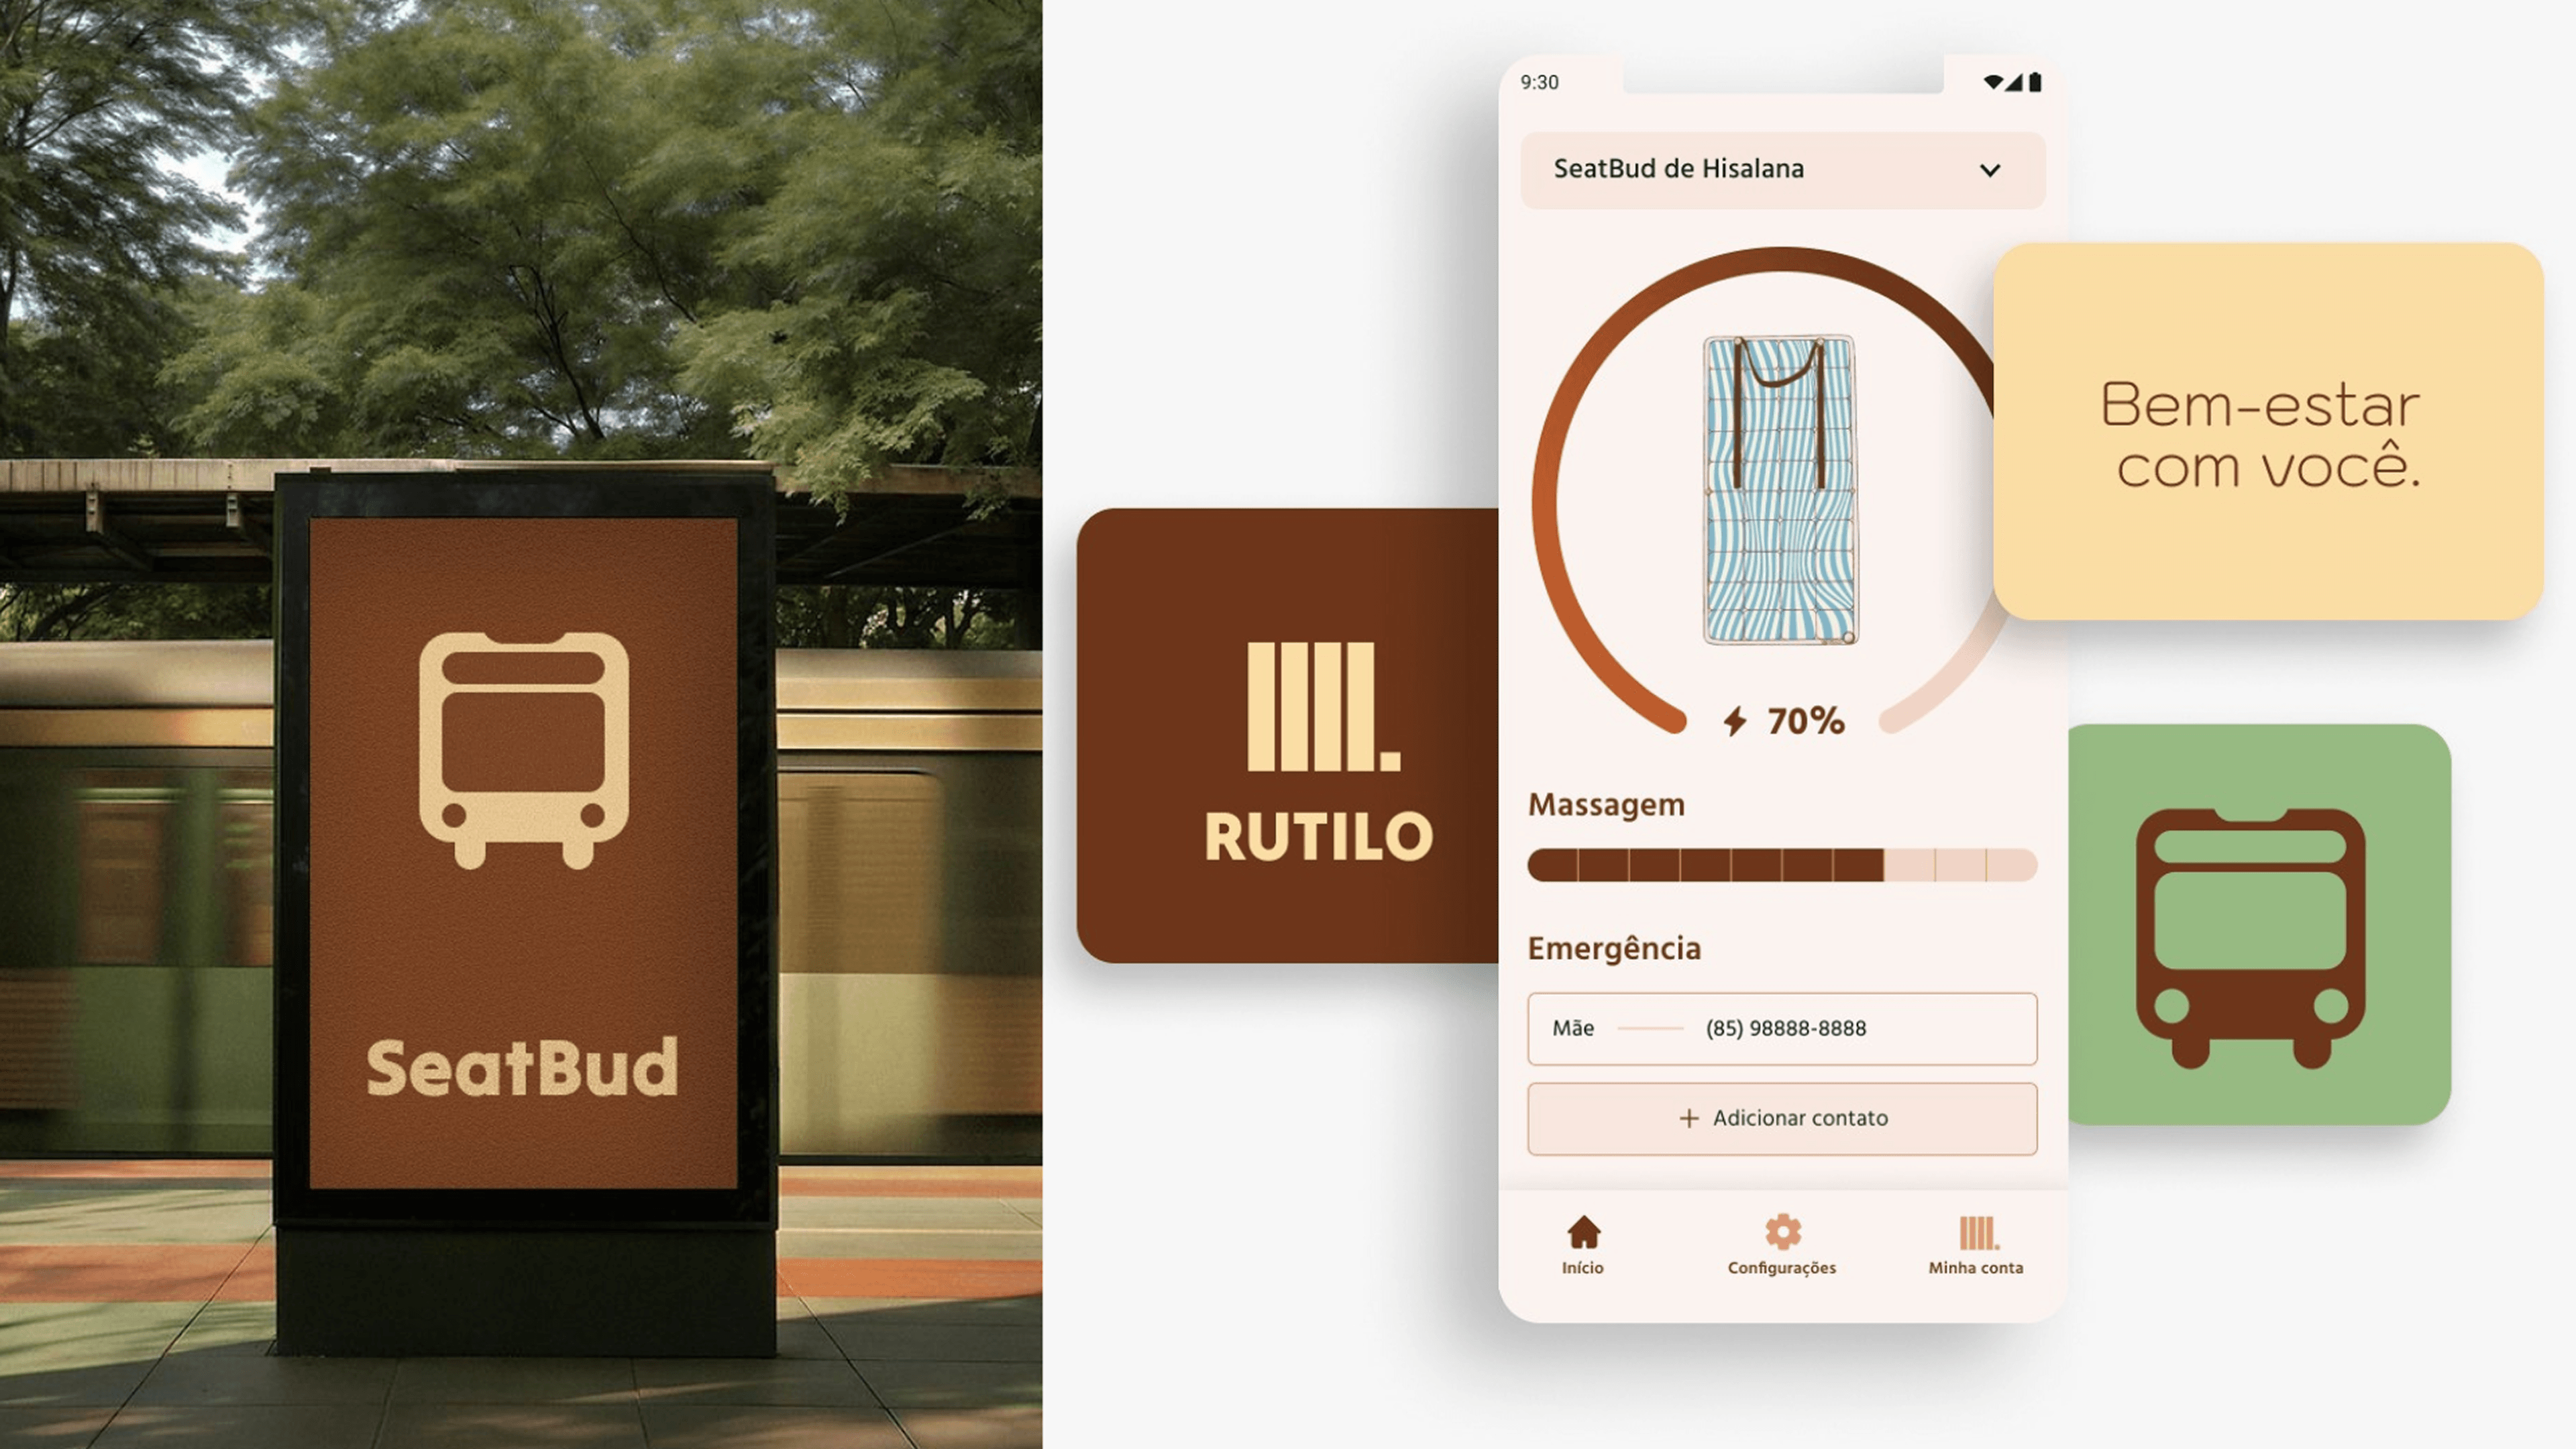 SeatBud
RUTILO
9:30
SeatBud de Hisalana
70%
Massagem
Emergência
Mãe (85) 98888-8888
+ Adicionar contato
Início
Configurações
Minha conta
Bem-estar
com você.